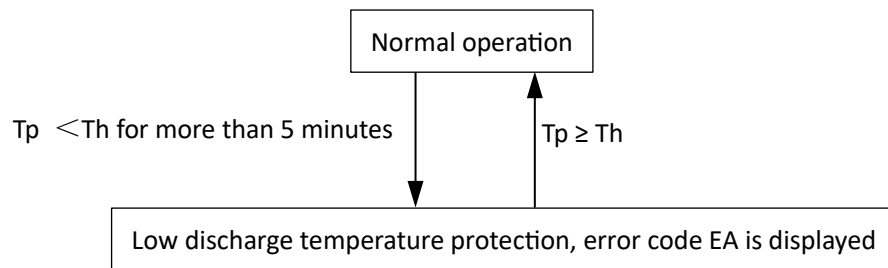 Normal operation
Tp ＜Th for more than 5 minutes
Tp ≥ Th
Low discharge temperature protection, error code EA is displayed